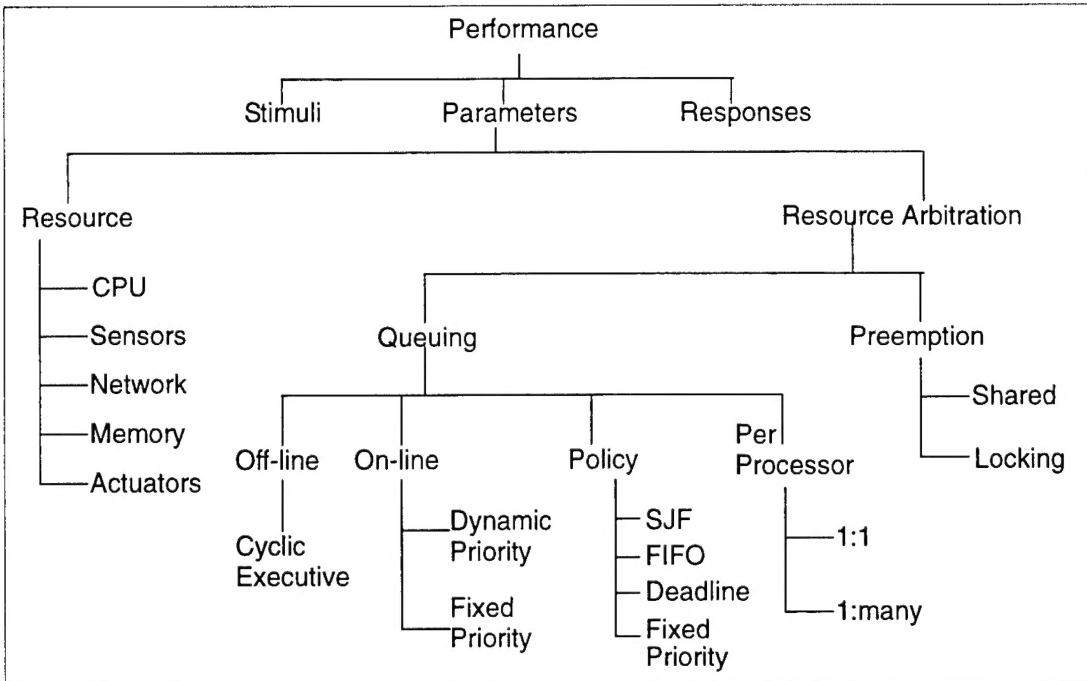 Performance
Stimuli
Parameters
Responses
Resource
Resource Arbitration
CPU
Sensors
Network
Memory
Actuators
Queuing
Preemption
Shared
Locking
Off-line
On-line
Policy
Per
Processor
Cyclic
Executive
Dynamic
Priority
Fixed
Priority
SJF
FIFO
Deadline
Fixed
Priority
1:1
1:many